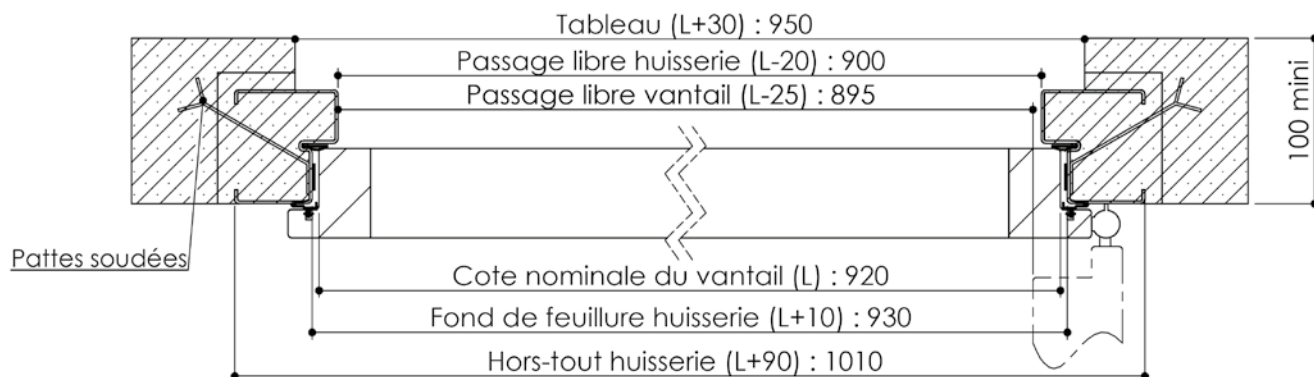 Tableau (L+30) : 950
Passage libre huisserie (L-20) : 900
Passage libre vantail (L-25) : 895
100 mini
Pattes soudées
Cote nominale du vantail (L) : 920
Fond de feuillure huisserie (L+10) : 930
Hors-tout huisserie (L+90) : 1010